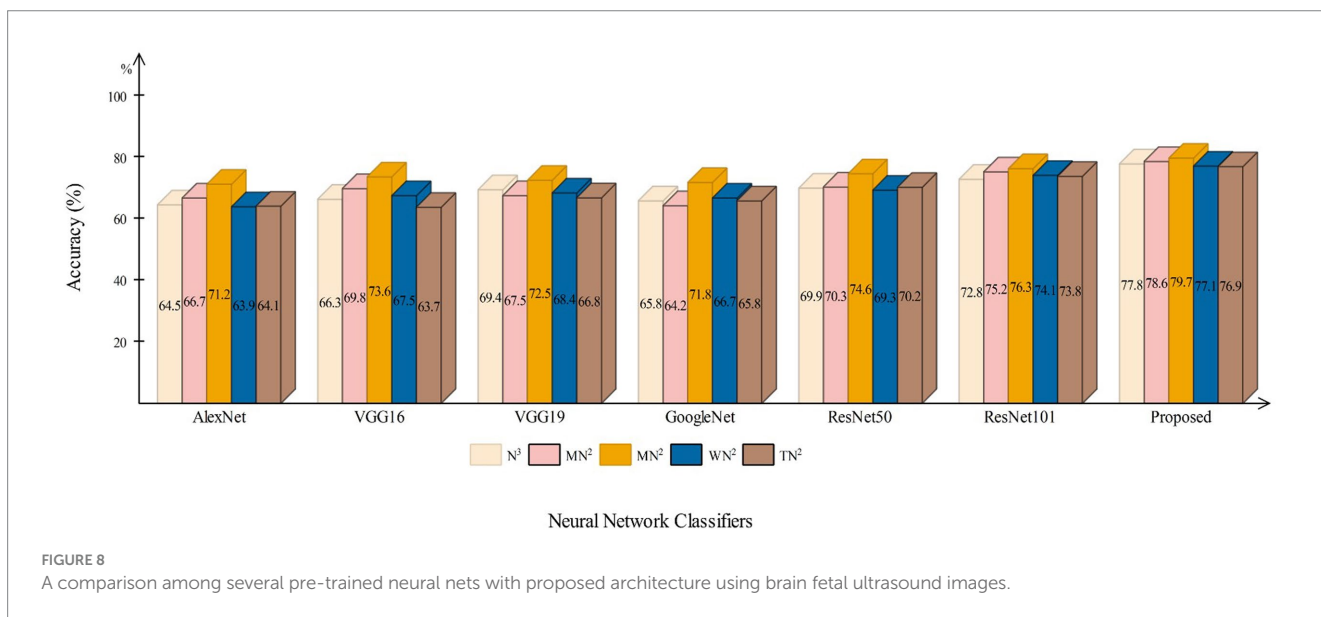 %
100
80
60
40
20
Accuracy (%)
64.5 66.7 71.2 63.9 64.1
66.3 69.8 73.6 67.5 63.7
69.4 67.5 72.5 68.4 66.8
65.8 64.2 71.8 66.7 65.8
69.9 70.3 74.6 69.3 70.2
72.8 75.2 76.3 74.1 73.8
77.8 78.6 79.7 77.1 76.9
AlexNet VGG16 VGG19 GoogleNet ResNet50 ResNet101 Proposed
N³ MN² MN² WN² TN²
Neural Network Classifiers
FIGURE 8
A comparison among several pre-trained neural nets with proposed architecture using brain fetal ultrasound images.